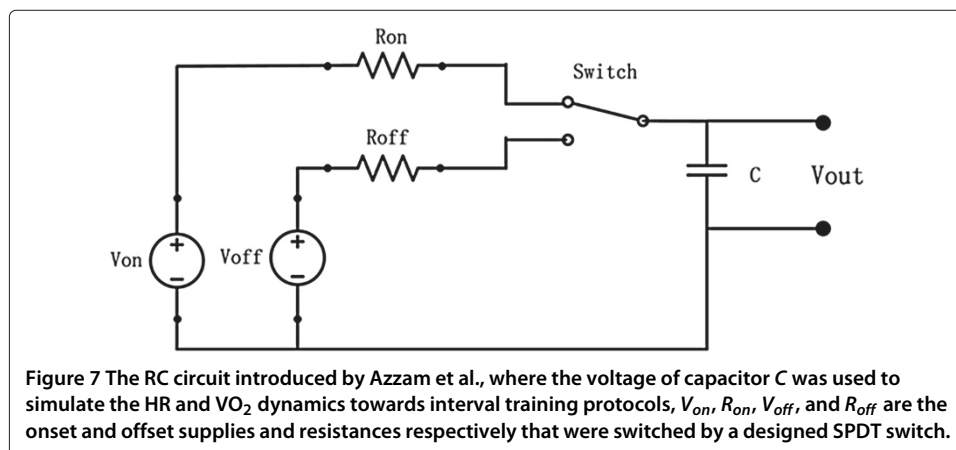 Ron
Switch
Roff
C
Vout
Von
Voff
+
−
+
−
Figure 7 The RC circuit introduced by Azzam et al., where the voltage of capacitor C was used to
simulate the HR and VO₂ dynamics towards interval training protocols, Von, Ron, Voff, and Roff are the
onset and offset supplies and resistances respectively that were switched by a designed SPDT switch.